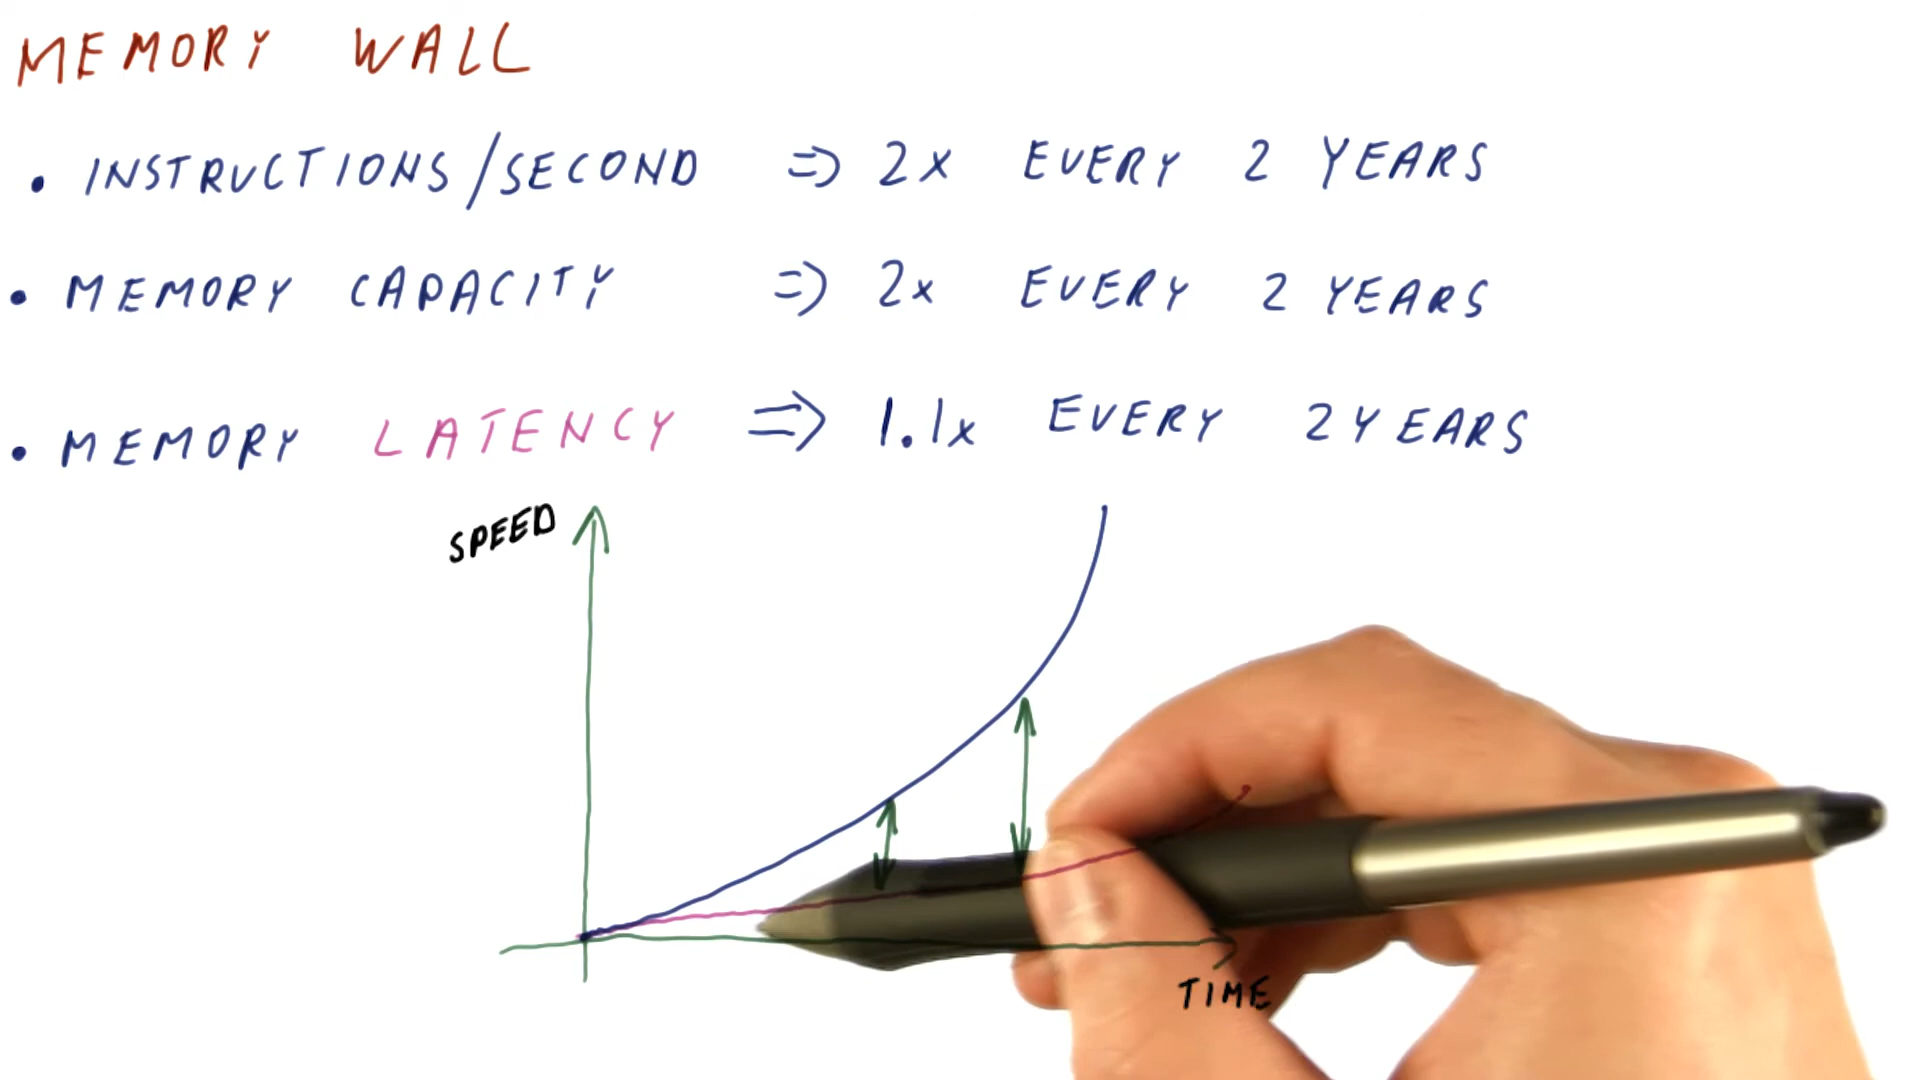 MEMORY WALL
• INSTRUCTIONS/SECOND => 2x EVERY 2 YEARS
• MEMORY CAPACITY => 2x EVERY 2 YEARS
• MEMORY LATENCY => 1.1x EVERY 2 YEARS
SPEED
TIME